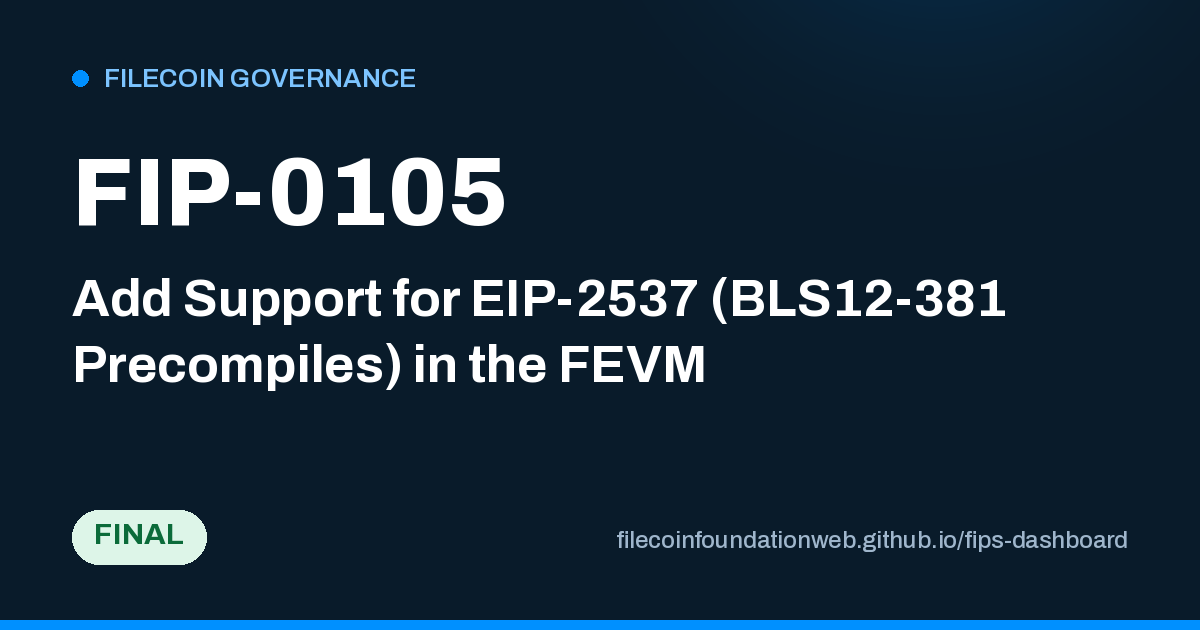 FILECOIN GOVERNANCE
FIP-0105
Add Support for EIP-2537 (BLS12-381
Precompiles) in the FEVM
FINAL
filecoinfoundationweb.github.io/fips-dashboard